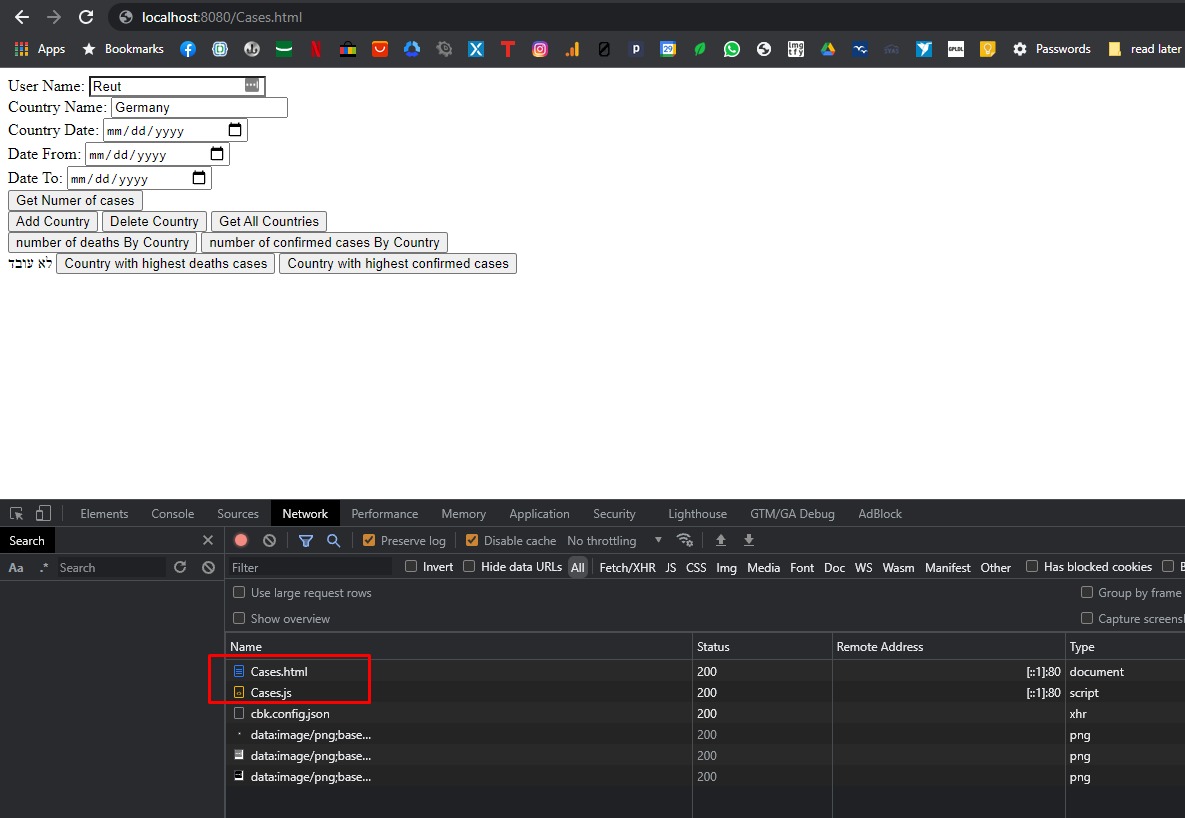 localhost:8080/Cases.html
Apps Bookmarks 29 img tfy Passwords read later
User Name: Reut
Country Name: Germany
Country Date: mm/dd/yyyy
Date From: mm/dd/yyyy
Date To: mm/dd/yyyy
Get Numer of cases
Add Country Delete Country Get All Countries
number of deaths By Country number of confirmed cases By Country
לא עובד Country with highest deaths cases Country with highest confirmed cases
Elements Console Sources Network Performance Memory Application Security Lighthouse GTM/GA Debug AdBlock
Search Preserve log Disable cache No throttling
Aa .* Search Filter Invert Hide data URLs All Fetch/XHR JS CSS Img Media Font Doc WS Wasm Manifest Other Has blocked cookies
Use large request rows Group by frame
Show overview Capture screens
Name Status Remote Address Type
Cases.html 200 [::1]:80 document
Cases.js 200 [::1]:80 script
cbk.config.json 200 xhr
data:image/png;base... 200 png
data:image/png;base... 200 png
data:image/png;base... 200 png